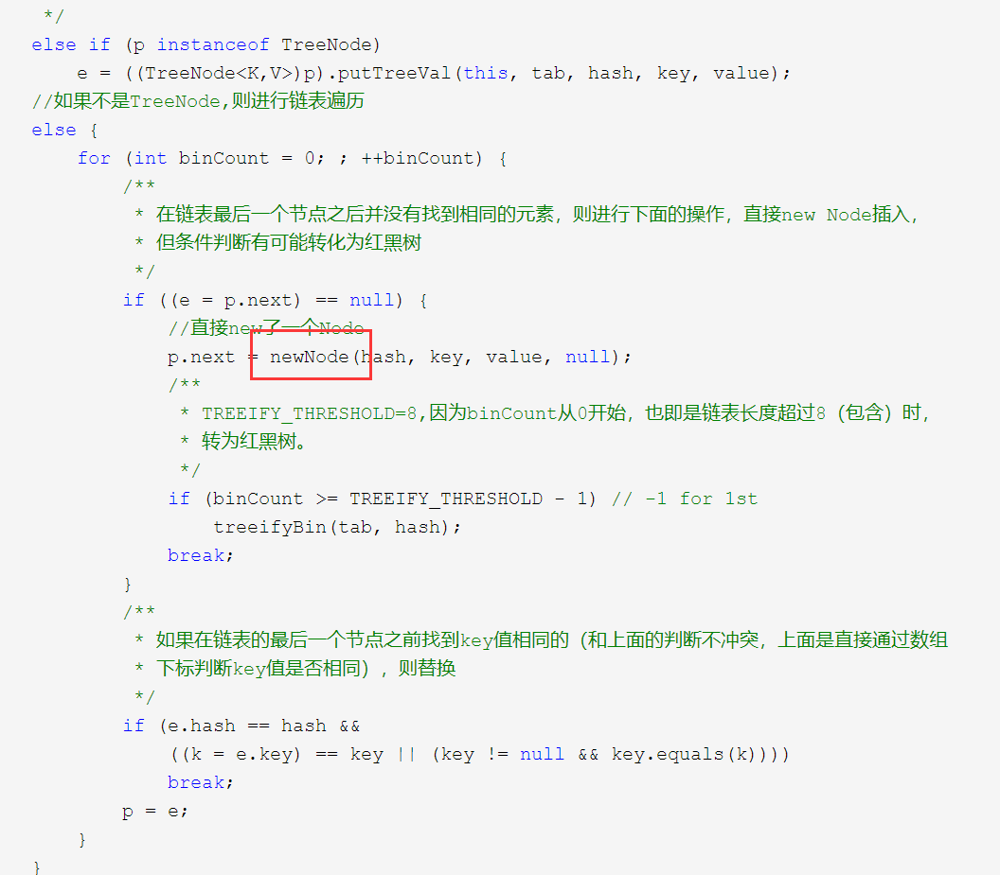 */
else if (p instanceof TreeNode)
e = ((TreeNode<K,V>)p).putTreeVal(this, tab, hash, key, value);
//如果不是TreeNode,则进行链表遍历
else {
for (int binCount = 0; ; ++binCount) {
/**
* 在链表最后一个节点之后并没有找到相同的元素，则进行下面的操作，直接new Node插入，
* 但条件判断有可能转化为红黑树
*/
if ((e = p.next) == null) {
//直接new了一个Node
p.next = newNode(hash, key, value, null);
/**
* TREEIFY_THRESHOLD=8,因为binCount从0开始，也即是链表长度超过8（包含）时，
* 转为红黑树。
*/
if (binCount >= TREEIFY_THRESHOLD - 1) // -1 for 1st
treeifyBin(tab, hash);
break;
}
/**
* 如果在链表的最后一个节点之前找到key值相同的（和上面的判断不冲突，上面是直接通过数组
* 下标判断key值是否相同），则替换
*/
if (e.hash == hash &&
((k = e.key) == key || (key != null && key.equals(k))))
break;
p = e;
}
}